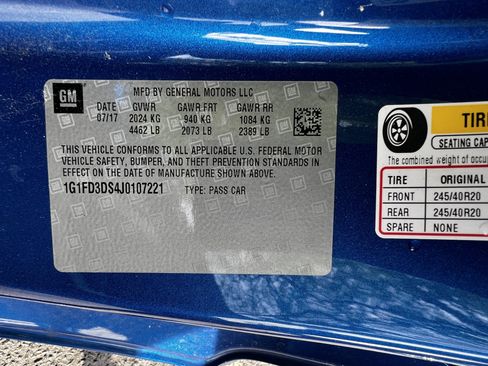 GM
MFD BY GENERAL MOTORS LLC
DATE GVWR GAWR FRT GAWR RR
07/17 2024 KG 940 KG 1084 KG
4462 LB 2073 LB 2389 LB
THIS VEHICLE CONFORMS TO ALL APPLICABLE U.S. FEDERAL MOTOR
VEHICLE SAFETY, BUMPER, AND THEFT PREVENTION STANDARDS IN
EFFECT ON THE DATE OF MANUFACTURE SHOWN ABOVE.
1G1FD3DS4J0107221 TYPE: PASS CAR
TIRE
SEATING CAP
The combined weight of occu
TIRE ORIGINAL
FRONT 245/40R20
REAR 245/40R20
SPARE NONE